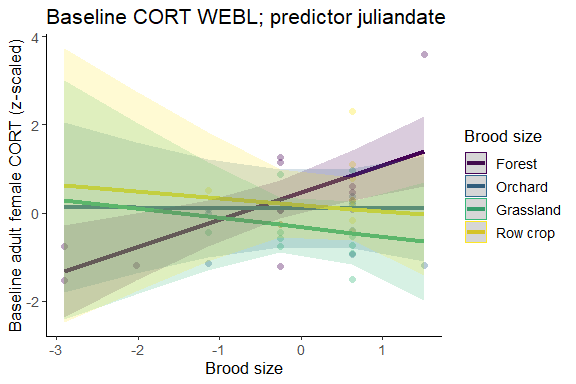 Baseline CORT WEBL; predictor juliandate
Baseline adult female CORT (z-scaled)
4
2
0
-2
-3
-2
-1
0
1
Brood size
Brood size
Forest
Orchard
Grassland
Row crop